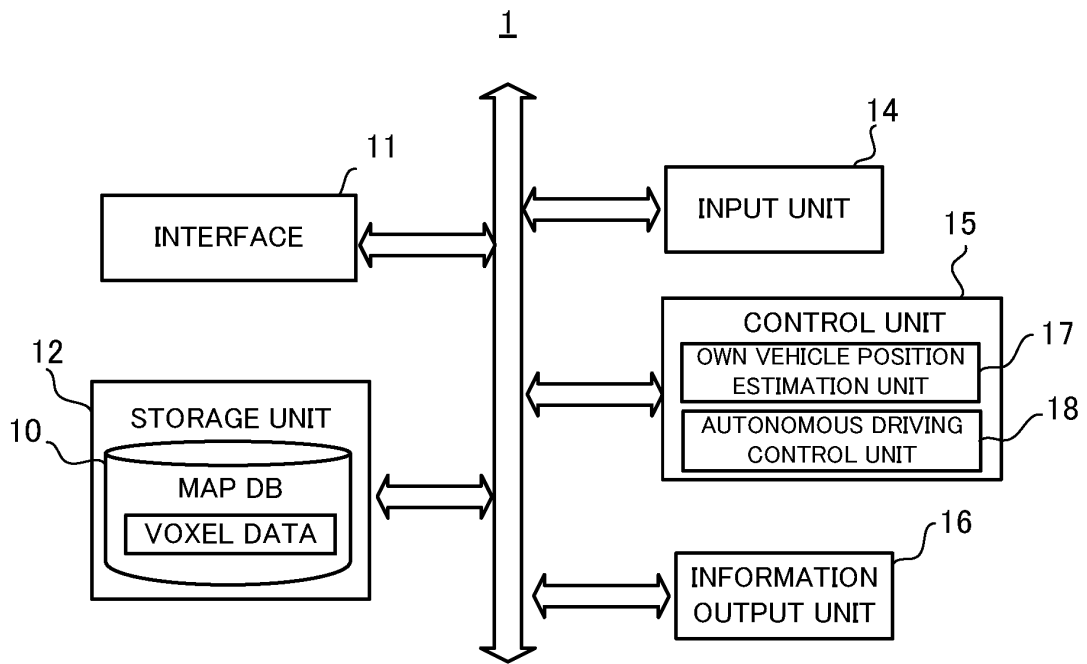 1
11
INTERFACE
14
INPUT UNIT
15
CONTROL UNIT
OWN VEHICLE POSITION
ESTIMATION UNIT
17
AUTONOMOUS DRIVING
CONTROL UNIT
18
12
STORAGE UNIT
10
MAP DB
VOXEL DATA
16
INFORMATION
OUTPUT UNIT